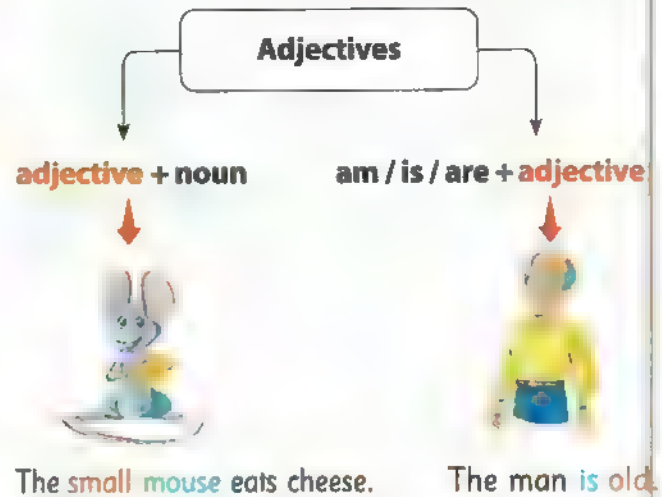 Adjectives
adjective + noun
am / is / are + adjective
The small mouse eats cheese.
The man is old.